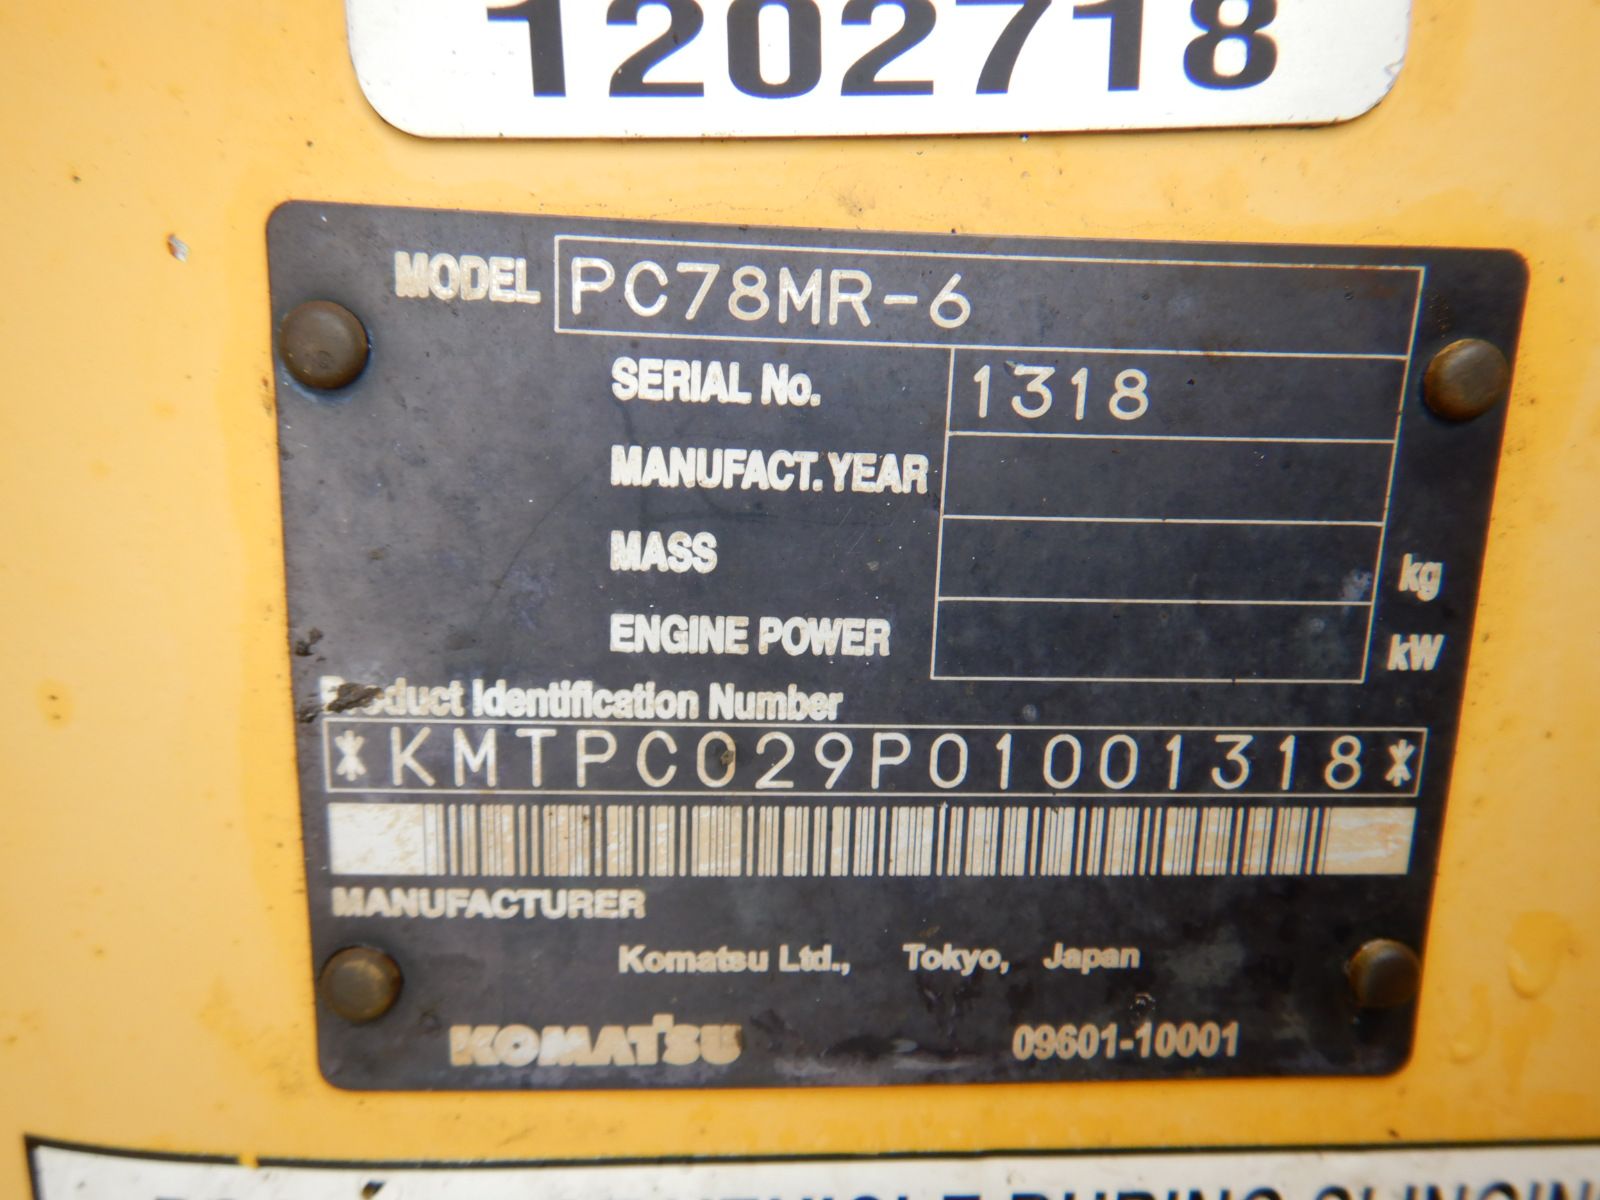 1202718
MODEL PC78MR-6
SERIAL No. 1318
MANUFACT. YEAR
MASS kg
ENGINE POWER kW
Product Identification Number
*KMTPC029P01001318*
MANUFACTURER
Komatsu Ltd., Tokyo, Japan
KOMATSU 09601-10001
DURING